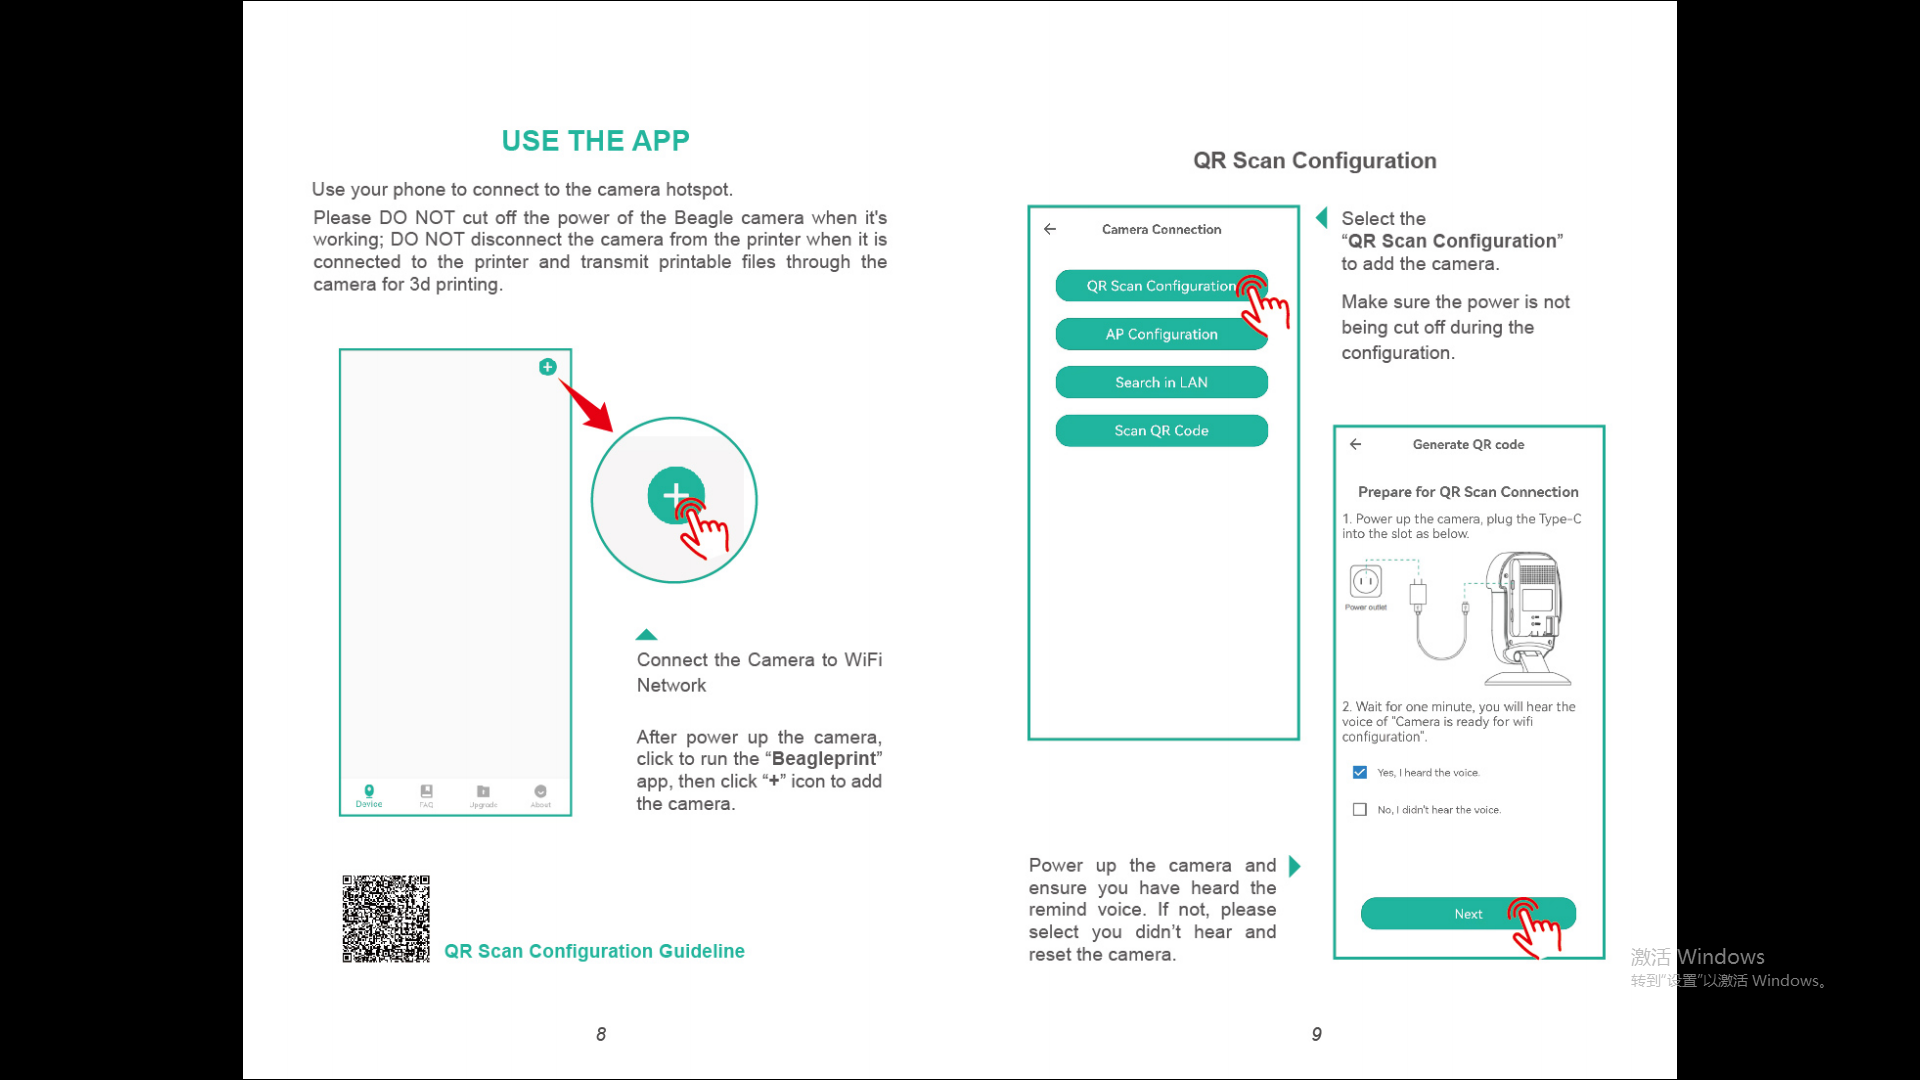 USE THE APP
Use your phone to connect to the camera hotspot.
Please DO NOT cut off the power of the Beagle camera when it's
working; DO NOT disconnect the camera from the printer when it is
connected to the printer and transmit printable files through the
camera for 3d printing.
Device
FAQ
Upgrade
About
Connect the Camera to WiFi
Network
After power up the camera,
click to run the “Beagleprint”
app, then click “+” icon to add
the camera.
QR Scan Configuration Guideline
8
QR Scan Configuration
Camera Connection
QR Scan Configuration
AP Configuration
Search in LAN
Scan QR Code
Select the
“QR Scan Configuration”
to add the camera.
Make sure the power is not
being cut off during the
configuration.
Generate QR code
Prepare for QR Scan Connection
1. Power up the camera, plug the Type-C
into the slot as below.
Power outlet
2. Wait for one minute, you will hear the
voice of “Camera is ready for wifi
configuration”.
Yes, I heard the voice.
No, I didn't hear the voice.
Next
Power up the camera and
ensure you have heard the
remind voice. If not, please
select you didn’t hear and
reset the camera.
9
激活 Windows
转到“设置”以激活 Windows。